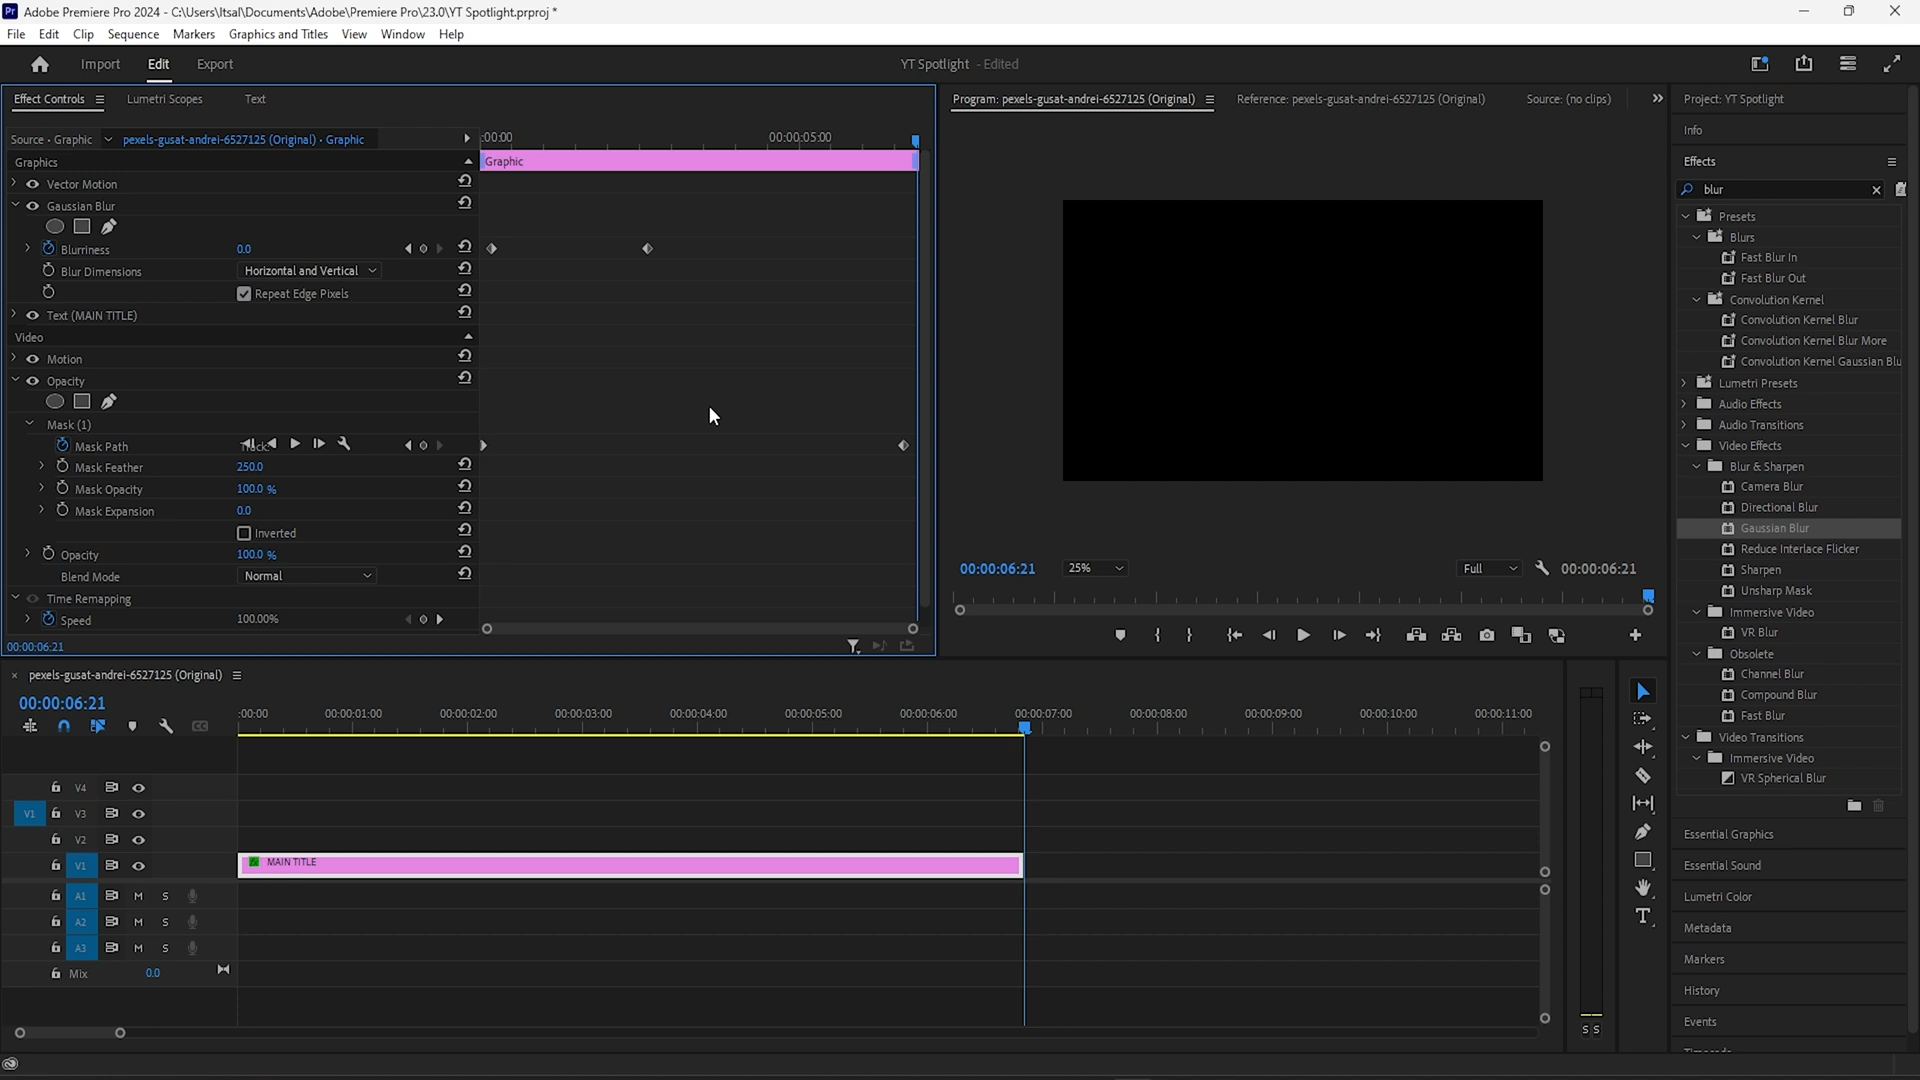 Adobe Premiere Pro 2024 - C:\Users\Itsal\Documents\Adobe\Premiere Pro\23.0\YT Spotlight.prproj *
File Edit Clip Sequence Markers Graphics and Titles View Window Help
Import Edit Export YT Spotlight - Edited
Effect Controls Lumetri Scopes Text
Source • Graphic pexels-gusat-andrei-6527125 (Original) • Graphic
:00:00 00:00:05:00
Graphics
Graphic
Vector Motion
Gaussian Blur
Blurriness 0.0
Blur Dimensions Horizontal and Vertical
Repeat Edge Pixels
Text (MAIN TITLE)
Video
Motion
Opacity
Mask (1)
Mask Path
Mask Feather 250.0
Mask Opacity 100.0 %
Mask Expansion 0.0
Inverted
Opacity 100.0 %
Blend Mode Normal
Time Remapping
Speed 100.00%
00:00:06:21
Program: pexels-gusat-andrei-6527125 (Original) Reference: pexels-gusat-andrei-6527125 (Original) Source: (no clips)
00:00:06:21 25% Full 00:00:06:21
Project: YT Spotlight
Info
Effects
blur
Presets
Blurs
Fast Blur In
Fast Blur Out
Convolution Kernel
Convolution Kernel Blur
Convolution Kernel Blur More
Convolution Kernel Gaussian Blu
Lumetri Presets
Audio Effects
Audio Transitions
Video Effects
Blur & Sharpen
Camera Blur
Directional Blur
Gaussian Blur
Reduce Interlace Flicker
Sharpen
Unsharp Mask
Immersive Video
VR Blur
Obsolete
Channel Blur
Compound Blur
Fast Blur
Video Transitions
Immersive Video
VR Spherical Blur
Essential Graphics
Essential Sound
Lumetri Color
Metadata
Markers
History
Events
pexels-gusat-andrei-6527125 (Original)
00:00:06:21
:00:00 00:00:01:00 00:00:02:00 00:00:03:00 00:00:04:00 00:00:05:00 00:00:06:00 00:00:07:00 00:00:08:00 00:00:09:00 00:00:10:00 00:00:11:00
V4
V1 V3
V2
V1 MAIN TITLE
A1 M S
A2 M S
A3 M S
Mix 0.0
S S